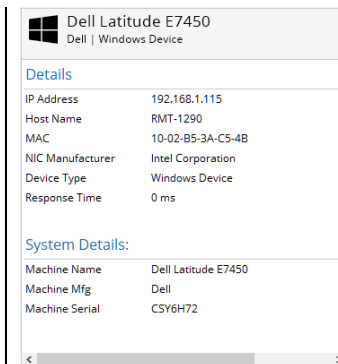 Dell Latitude E7450
Dell | Windows Device
Details
IP Address 192.168.1.115
Host Name RMT-1290
MAC 10-02-B5-3A-C5-4B
NIC Manufacturer Intel Corporation
Device Type Windows Device
Response Time 0 ms
System Details:
Machine Name Dell Latitude E7450
Machine Mfg Dell
Machine Serial CSY6H72